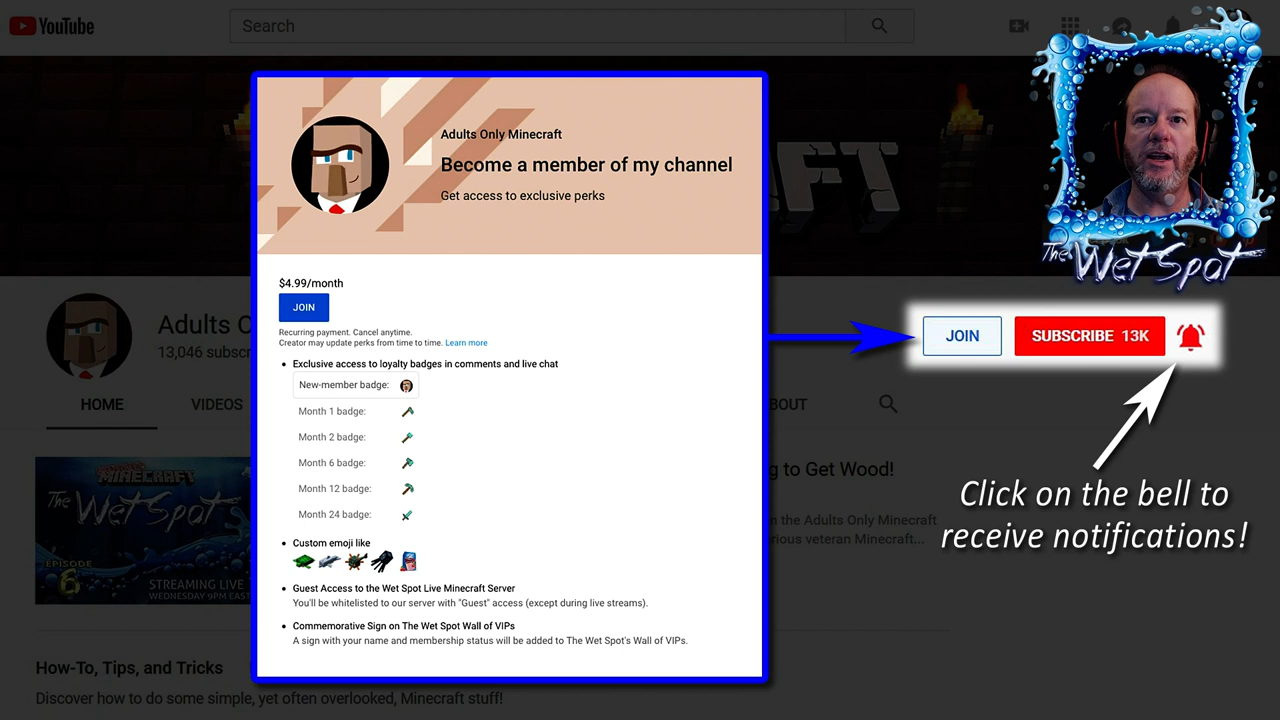 YouTube
Search
Adults Only Minecraft
Become a member of my channel
Get access to exclusive perks
The Wet Spot
$4.99/month
JOIN
Recurring payment. Cancel anytime.
Creator may update perks from time to time. Learn more
Exclusive access to loyalty badges in comments and live chat
New-member badge:
Month 1 badge:
Month 2 badge:
Month 6 badge:
Month 12 badge:
Month 24 badge:
Custom emoji like
Guest Access to the Wet Spot Live Minecraft Server
You'll be whitelisted to our server with "Guest" access (except during live streams).
Commemorative Sign on The Wet Spot Wall of VIPs
A sign with your name and membership status will be added to The Wet Spot's Wall of VIPs.
JOIN
SUBSCRIBE 13K
Click on the bell to
receive notifications!
Adults O
13,046 subscr
HOME
VIDEOS
OUT
g to Get Wood!
m the Adults Only Minecraft
rious veteran Minecraft...
MINECRAFT
The Wet Spot
EPISODE
6
STREAMING LIVE
WEDNESDAY 9PM EAST
How-To, Tips, and Tricks
Discover how to do some simple, yet often overlooked, Minecraft stuff!